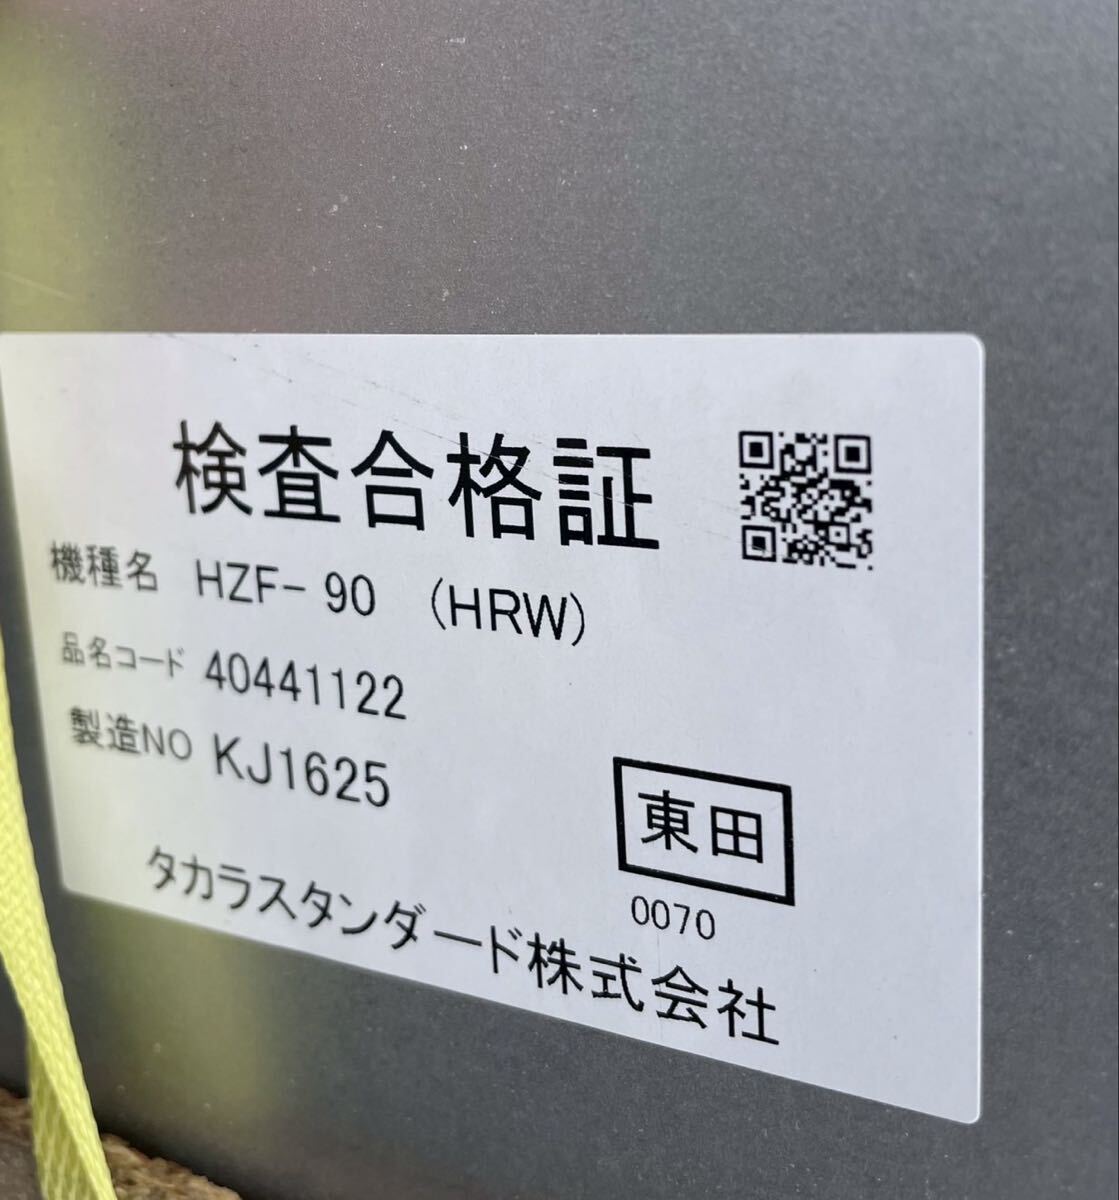 検査合格証
機種名 HZF-90 (HRW)
品名コード 40441122
製造NO KJ1625
東田
0070
タカラスタンダード株式会社